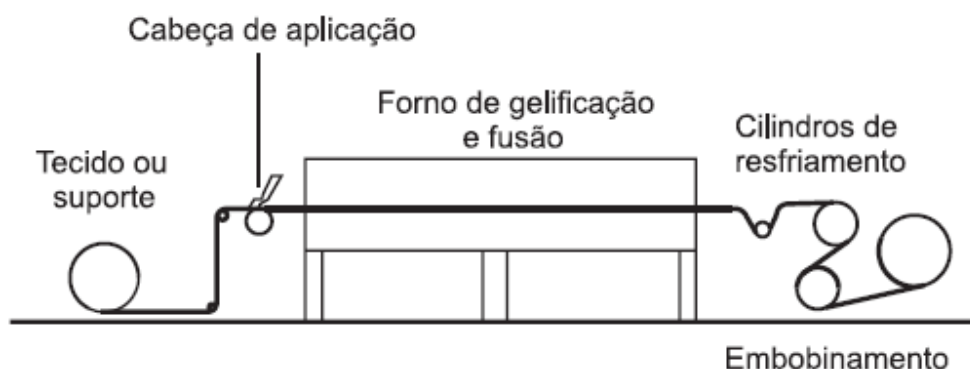 Cabeça de aplicação
Forno de gelificação
e fusão
Cilindros de
resfriamento
Tecido ou
suporte
Embobinamento